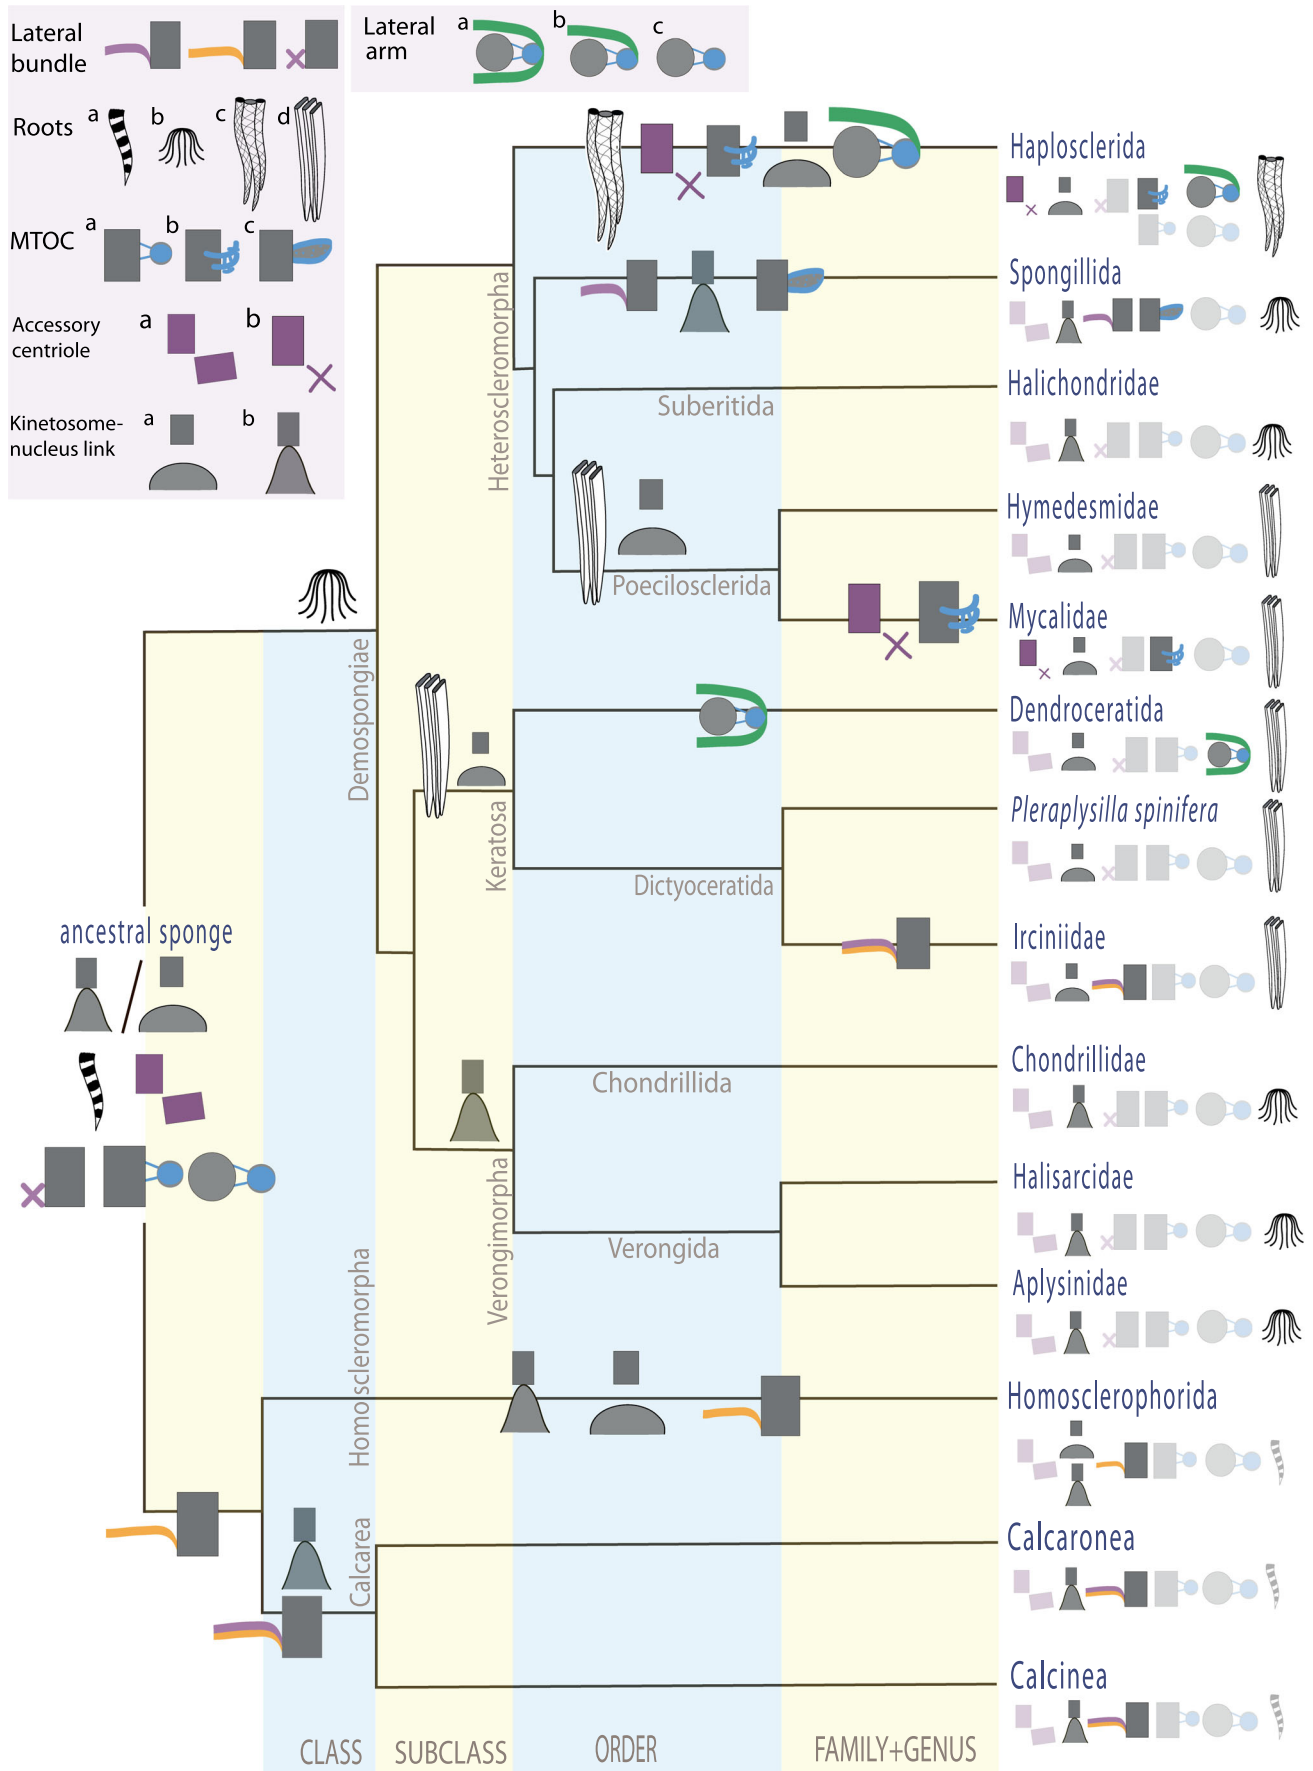 Lateral
bundle
Roots
a
b
c
d
MTOC
a
b
c
Accessory
centriole
a
b
Kinetosome-
nucleus link
a
b
Lateral
arm
a
b
c
Haplosclerida
Spongillida
Halichondridae
Hymedesmidae
Mycalidae
Dendroceratida
Pleraplysilla spinifera
Irciniidae
Chondrillidae
Halisarcidae
Aplysinidae
Homosclerophorida
Calcaronea
Calcinea
Heteroscleromorpha
Suberitida
Poecilosclerida
Demospongiae
Keratosa
Dictyoceratida
Chondrillida
Verongimorpha
Verongida
Homoscleromorpha
Calcarea
ancestral sponge
CLASS
SUBCLASS
ORDER
FAMILY+GENUS